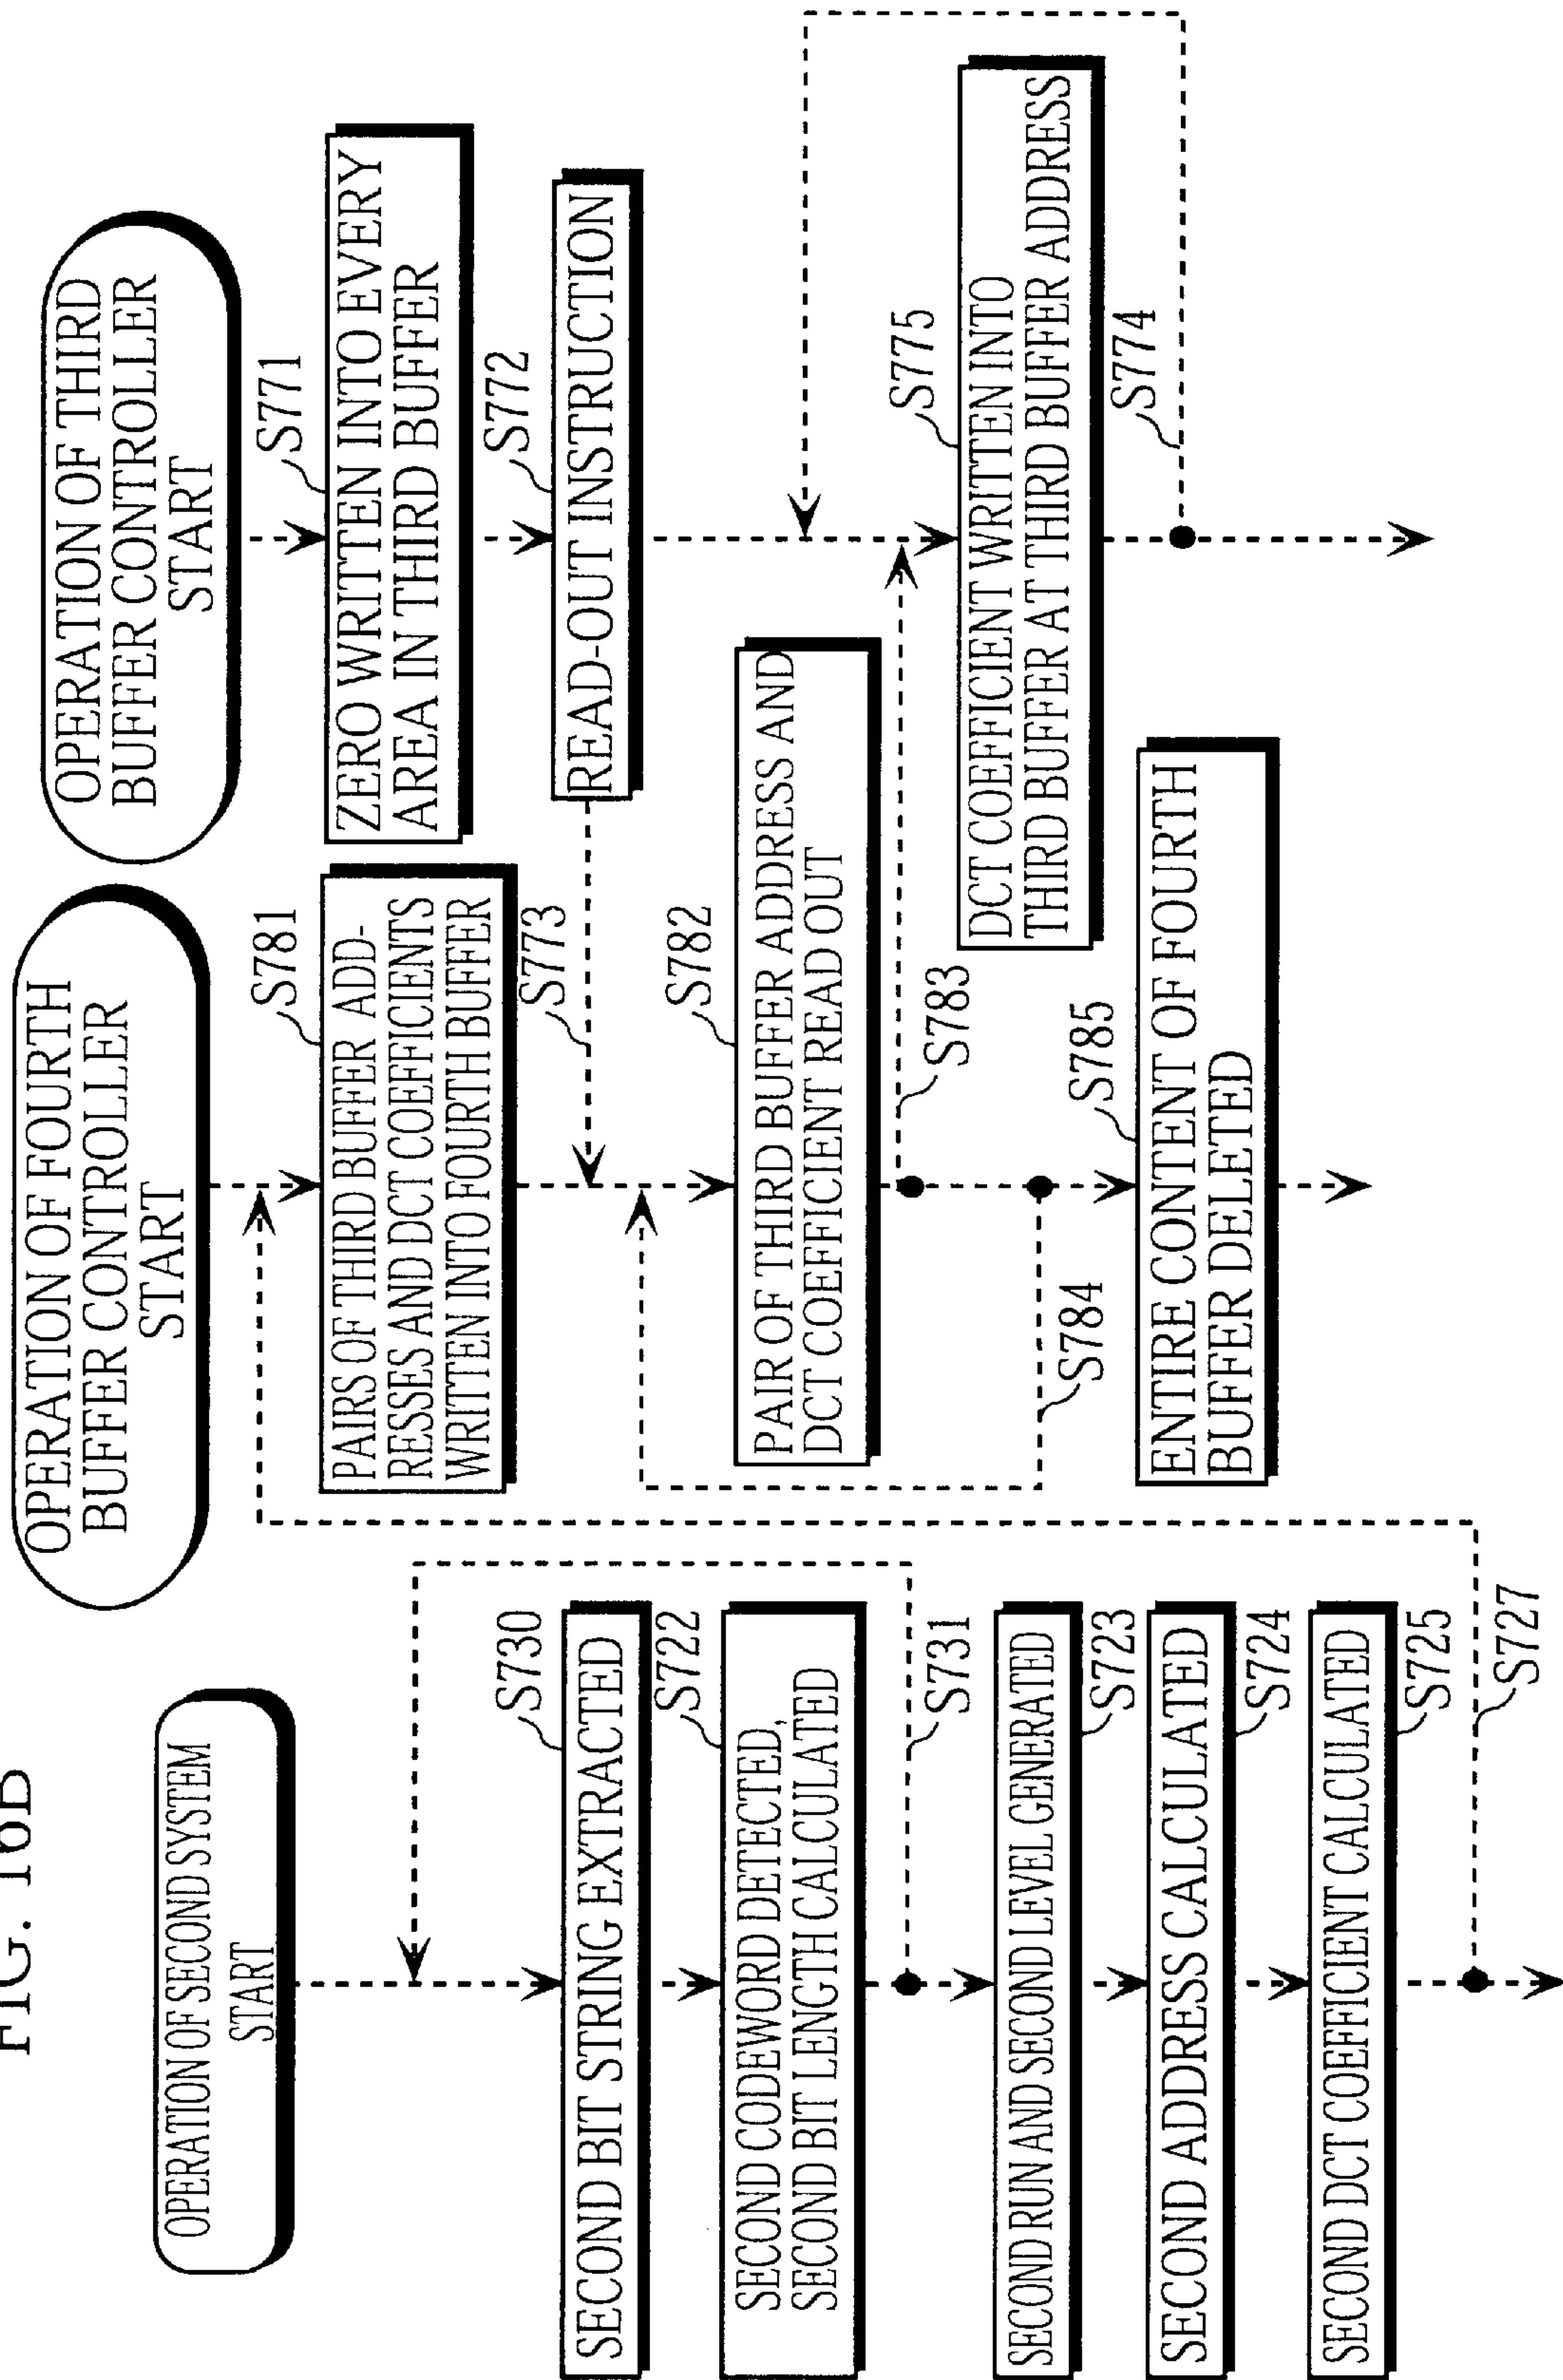 FIG. 16B
OPERATION OF SECOND SYSTEM
START
S730
SECOND BIT STRING EXTRACTED
S722
SECOND CODEWORD DETECTED,
SECOND BIT LENGTH CALCULATED
S731
SECOND RUN AND SECOND LEVEL GENERATED
S723
SECOND ADDRESS CALCULATED
S724
SECOND DCT COEFFICIENT CALCULATED
S725
S727
OPERATION OF FOURTH
BUFFER CONTROLLER
START
S781
PAIRS OF THIRD BUFFER ADD-
RESSES AND DCT COEFFICIENTS
WRITTEN INTO FOURTH BUFFER
S773
S782
PAIR OF THIRD BUFFER ADDRESS AND
DCT COEFFICIENT READ OUT
S783
S784
S785
ENTIRE CONTENT OF FOURTH
BUFFER DELETED
OPERATION OF THIRD
BUFFER CONTROLLER
START
S771
ZERO WRITTEN INTO EVERY
AREA IN THIRD BUFFER
S772
READ-OUT INSTRUCTION
S775
DCT COEFFICIENT WRITTEN INTO
THIRD BUFFER AT THIRD BUFFER ADDRESS
S774